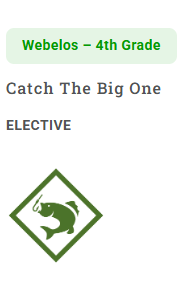 Webelos – 4th Grade
Catch The Big One
ELECTIVE